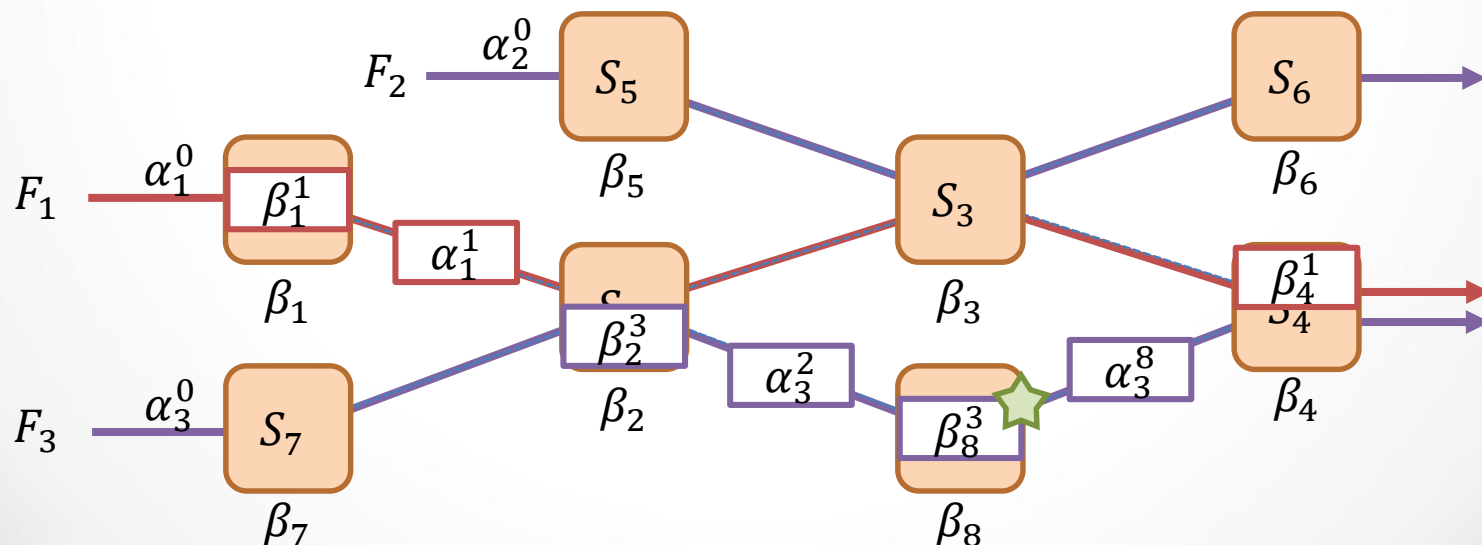 F_2 α_2^0 S_5 S_6
β_5 β_6
F_1 α_1^0 β_1^1 S_3
α_1^1
β_1 β_4^1
β_3
β_2^3 S_4
α_3^2 α_3^8
F_3 α_3^0 S_7 β_2 β_8^3 β_4
β_7 β_8